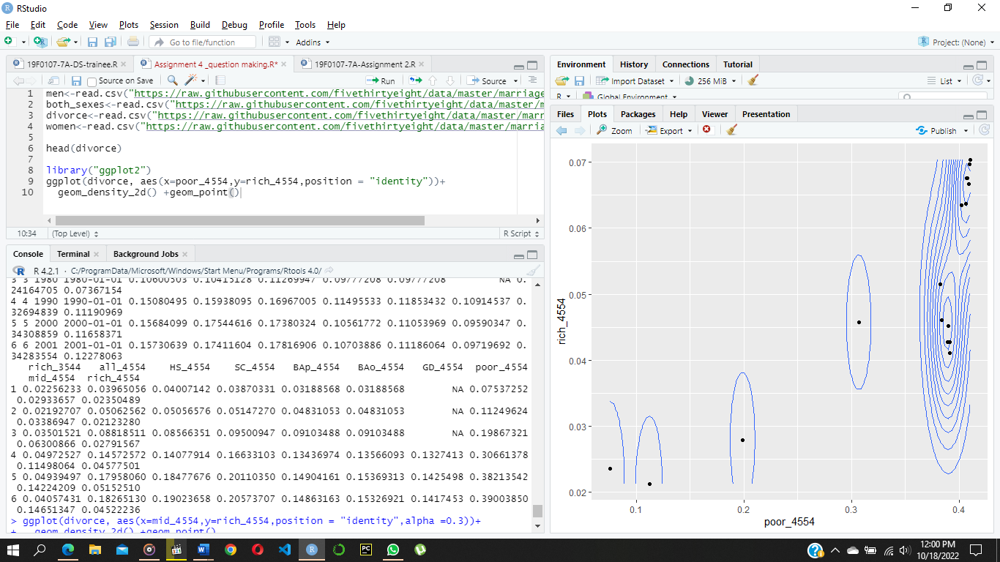 RStudio
File Edit Code View Plots Session Build Debug Profile Tools Help
Go to file/function Addins Project: (None)
19F0107-7A-DS-trainee.R Assignment 4 _question making.R* 19F0107-7A-Assignment 2.R
Source on Save Run Source
1 men<-read.csv("https://raw.githubusercontent.com/fivethirtyeight/data/master/marriage
2 both_sexes<-read.csv("https://raw.githubusercontent.com/fivethirtyeight/data/master/m
3 divorce<-read.csv("https://raw.githubusercontent.com/fivethirtyeight/data/master/marr
4 women<-read.csv("https://raw.githubusercontent.com/fivethirtyeight/data/master/marria
5
6 head(divorce)
7
8 library("ggplot2")
9 ggplot(divorce, aes(x=poor_4554,y=rich_4554,position = "identity"))+
10 geom_density_2d() +geom_point()
10:34 (Top Level) R Script
Console Terminal Background Jobs
R 4.2.1 · C:/ProgramData/Microsoft/Windows/Start Menu/Programs/Rtools 4.0/
3 3 1980 1980-01-01 0.10600503 0.10415128 0.11269947 0.09777208 0.09777208 NA 0.
24164705 0.07367154
4 4 1990 1990-01-01 0.15080495 0.15938095 0.16967005 0.11495533 0.11853432 0.10914537 0.
32694839 0.11190969
5 5 2000 2000-01-01 0.15684099 0.17544616 0.17380324 0.10561772 0.11053969 0.09590347 0.
34308859 0.11658371
6 6 2001 2001-01-01 0.15730639 0.17411604 0.17816906 0.10703886 0.11186064 0.09719692 0.
34283554 0.12278063
rich_3544 all_4554 HS_4554 SC_4554 BAp_4554 BAo_4554 GD_4554 poor_4554
mid_4554 rich_4554
1 0.02256233 0.03965056 0.04007142 0.03870331 0.03188568 0.03188568 NA 0.07537252
0.02933657 0.02350489
2 0.02192707 0.05062562 0.05056576 0.05147270 0.04831053 0.04831053 NA 0.11249624
0.03386947 0.02123280
3 0.03501521 0.08818511 0.08566351 0.09500947 0.09103488 0.09103488 NA 0.19867321
0.06300866 0.02791567
4 0.04972527 0.14572572 0.14077914 0.16633103 0.13436974 0.13566093 0.1327413 0.30661378
0.11498064 0.04577501
5 0.04939497 0.17958060 0.18477676 0.20110350 0.14904161 0.15369313 0.1425498 0.38213542
0.14224209 0.05152510
6 0.04057431 0.18265130 0.19023658 0.20573707 0.14863163 0.15326921 0.1417453 0.39003850
0.14651347 0.04522236
> ggplot(divorce, aes(x=mid_4554,y=rich_4554,position = "identity",alpha =0.3))+
+ geom_density_2d() +geom_point()
Environment History Connections Tutorial
Import Dataset 256 MiB List
R Global Environment
Files Plots Packages Help Viewer Presentation
Zoom Export Publish
0.07
0.06
0.05
0.04
0.03
0.02
rich_4554
0.1 0.2 0.3 0.4
poor_4554
12:00 PM
10/18/2022